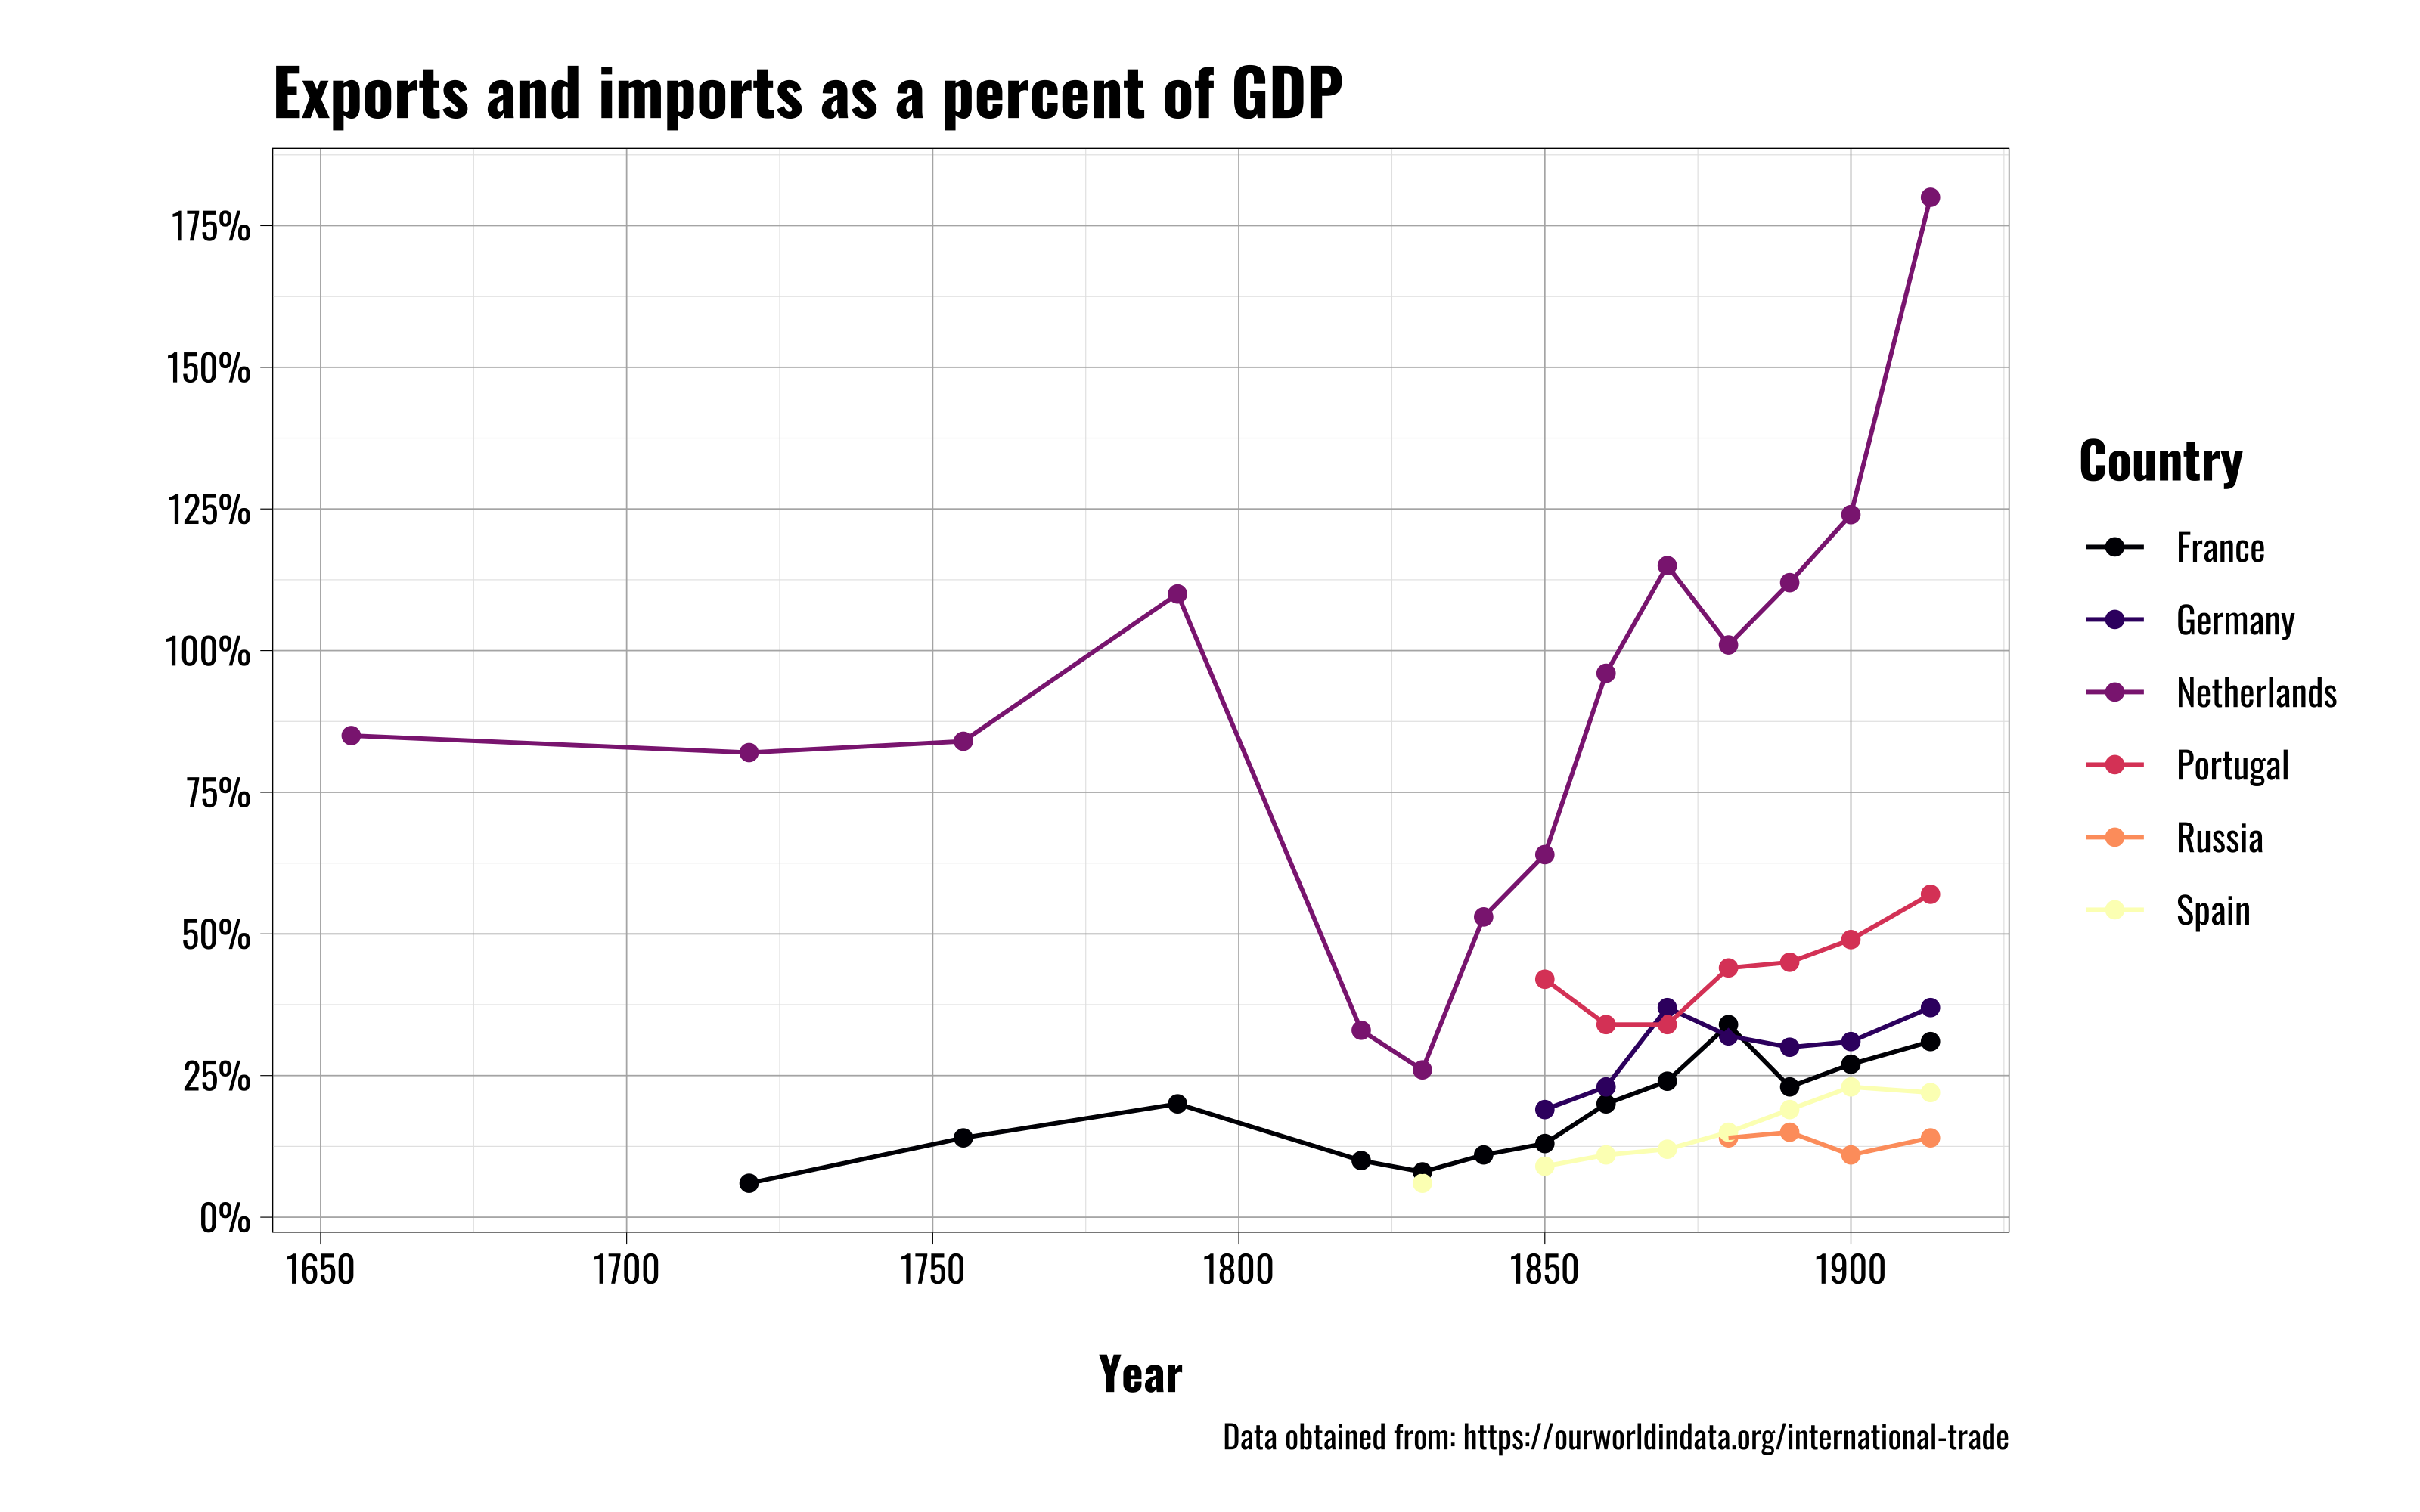 Exports and imports as a percent of GDP
175%
150%
125%
100%
75%
50%
25%
0%
1650 1700 1750 1800 1850 1900
Year
Country
France
Germany
Netherlands
Portugal
Russia
Spain
Data obtained from: https://ourworldindata.org/international-trade